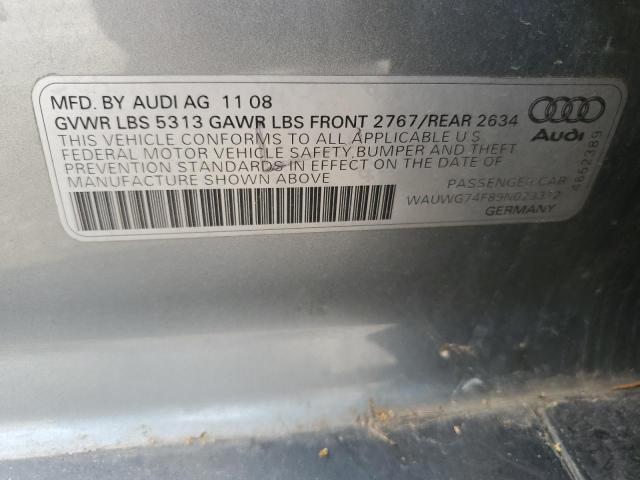 MFD. BY AUDI AG 11 08
GVWR LBS 5313 GAWR LBS FRONT 2767/REAR 2634
THIS VEHICLE CONFORMS TO ALL APPLICABLE U.S.
FEDERAL MOTOR VEHICLE SAFETY, BUMPER AND THEFT
PREVENTION STANDARDS IN EFFECT ON THE DATE OF
MANUFACTURE SHOWN ABOVE
Audi
4652389
PASSENGER CAR
WAUWG74F89N023312
GERMANY